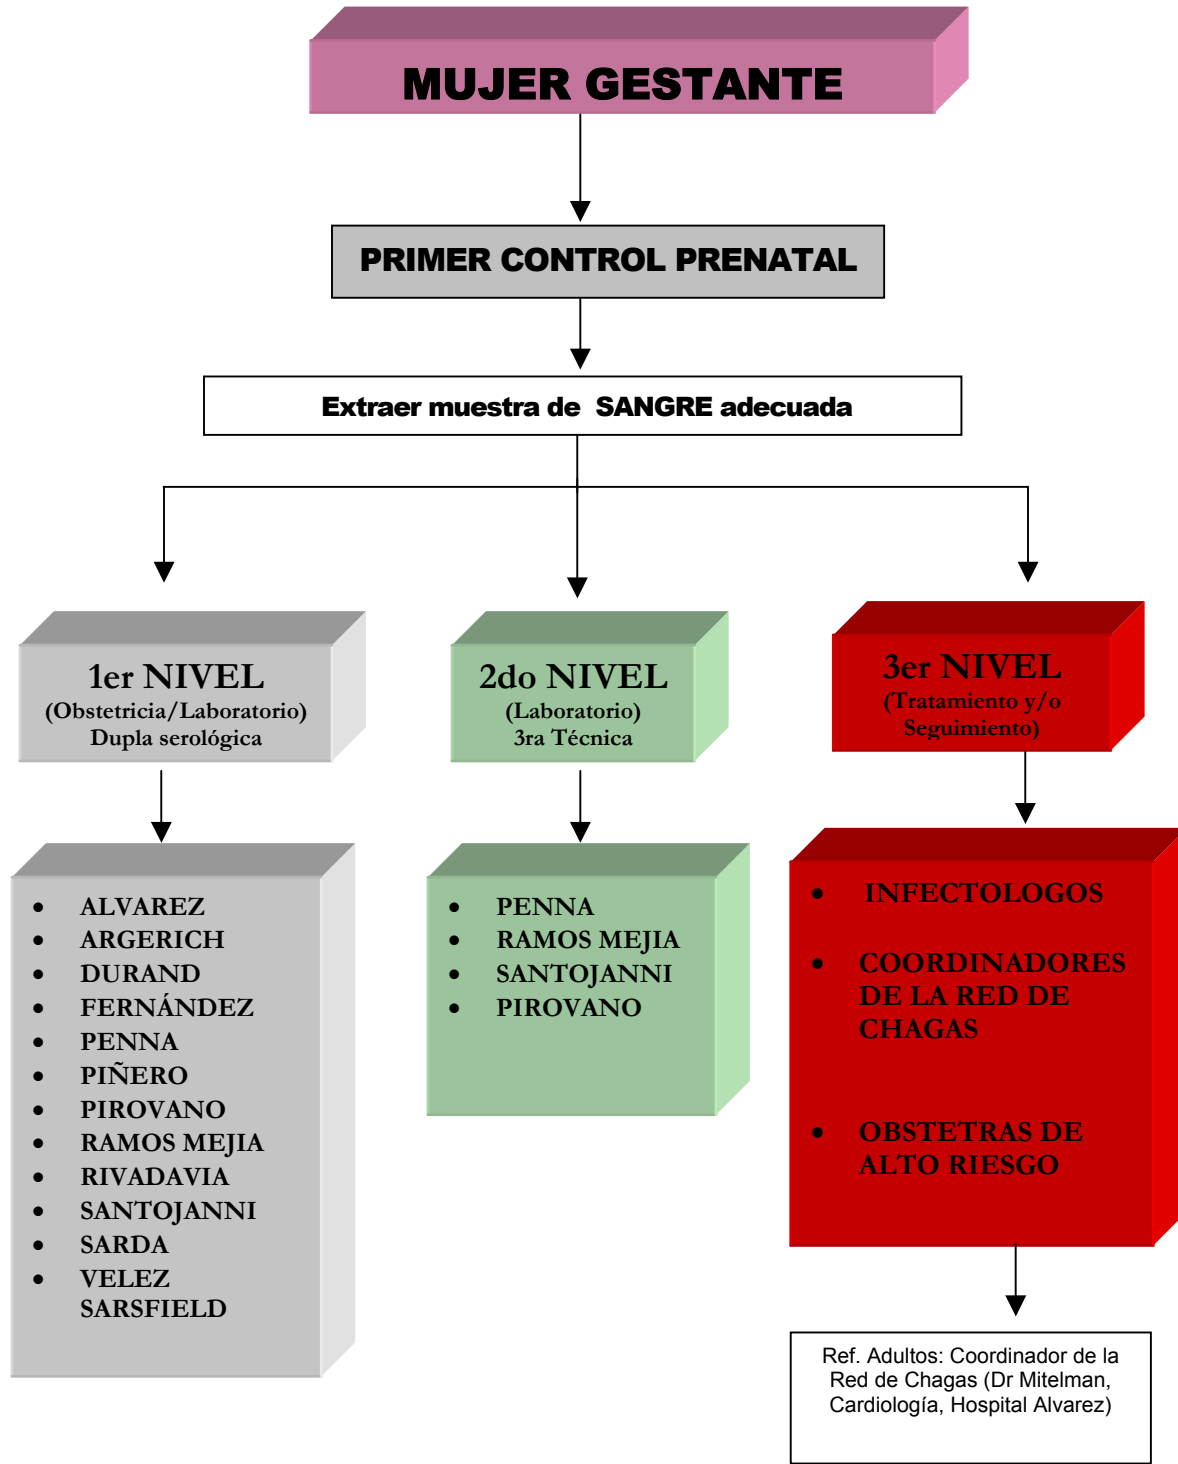 MUJER GESTANTE
PRIMER CONTROL PRENATAL
Extraer muestra de SANGRE adecuada
1er NIVEL
(Obstetricia/Laboratorio)
Dupla serológica
2do NIVEL
(Laboratorio)
3ra Técnica
3er NIVEL
(Tratamiento y/o
Seguimiento)
• ALVAREZ
• ARGERICH
• DURAND
• FERNÁNDEZ
• PENNA
• PIÑERO
• PIROVANO
• RAMOS MEJIA
• RIVADAVIA
• SANTOJANNI
• SARDA
• VELEZ
SARSFIELD
• PENNA
• RAMOS MEJIA
• SANTOJANNI
• PIROVANO
• INFECTOLOGOS
• COORDINADORES
DE LA RED DE
CHAGAS
• OBSTETRAS DE
ALTO RIESGO
Ref. Adultos: Coordinador de la
Red de Chagas (Dr Mitelman,
Cardiología, Hospital Alvarez)